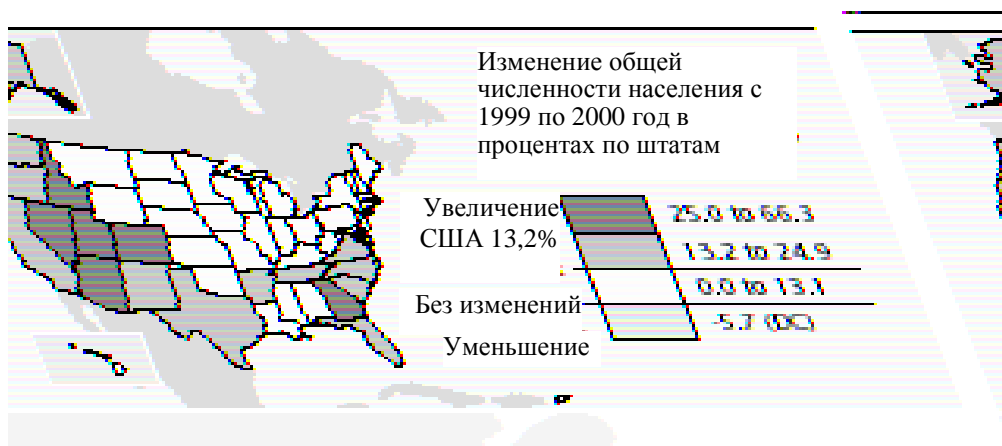 Изменение общей
численности населения с
1999 по 2000 год в
процентах по штатам
Увеличение
США 13,2%
Без изменений
Уменьшение
25.0 to 66.3
13.2 to 24.9
0.0 to 13.1
-5.7 (DC)